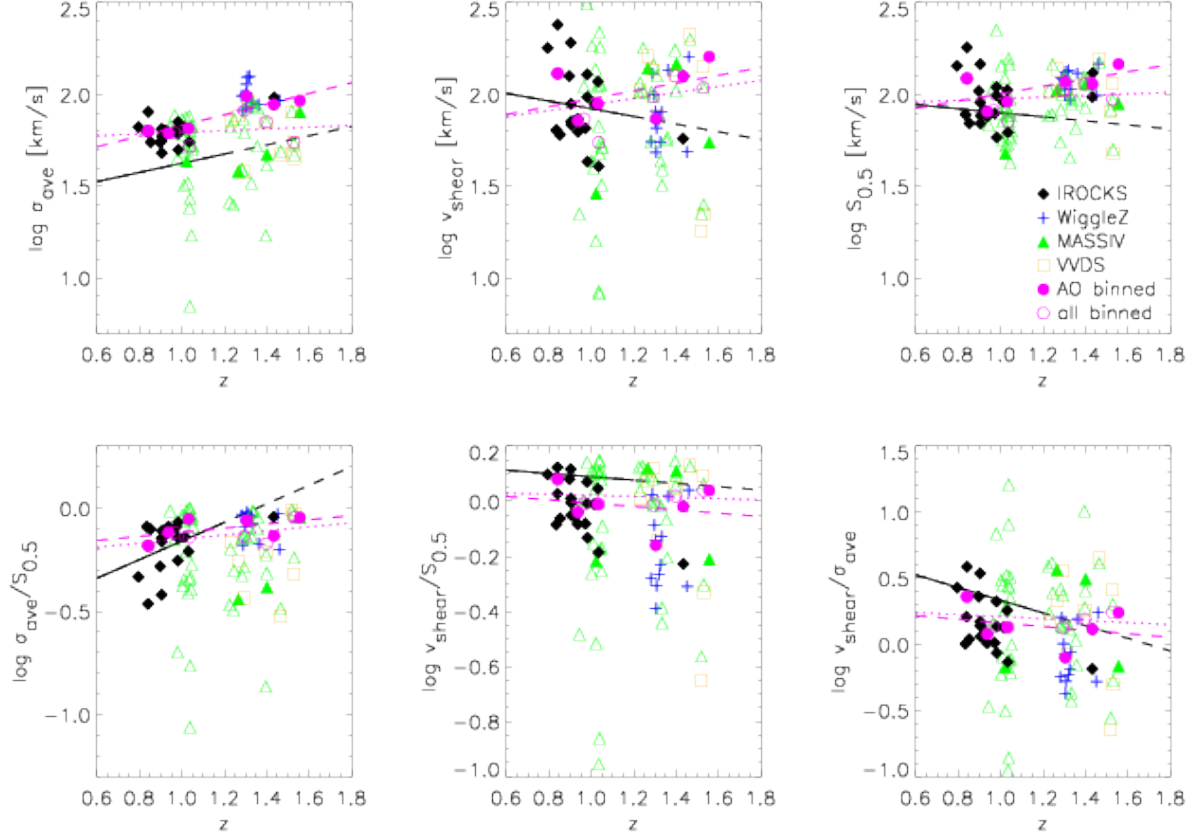 2.5
2.0
1.5
1.0
log σ_ave [km/s]
0.6 0.8 1.0 1.2 1.4 1.6 1.8
z
2.5
2.0
1.5
1.0
log v_shear [km/s]
0.6 0.8 1.0 1.2 1.4 1.6 1.8
z
2.5
2.0
1.5
1.0
log S_0.5 [km/s]
IROCKS
WiggleZ
MASSIV
VVDS
AO binned
all binned
0.6 0.8 1.0 1.2 1.4 1.6 1.8
z
0.0
−0.5
−1.0
log σ_ave/S_0.5
0.6 0.8 1.0 1.2 1.4 1.6 1.8
z
0.2
0.0
−0.2
−0.4
−0.6
−0.8
−1.0
log v_shear/S_0.5
0.6 0.8 1.0 1.2 1.4 1.6 1.8
z
1.5
1.0
0.5
0.0
−0.5
−1.0
log v_shear/σ_ave
0.6 0.8 1.0 1.2 1.4 1.6 1.8
z